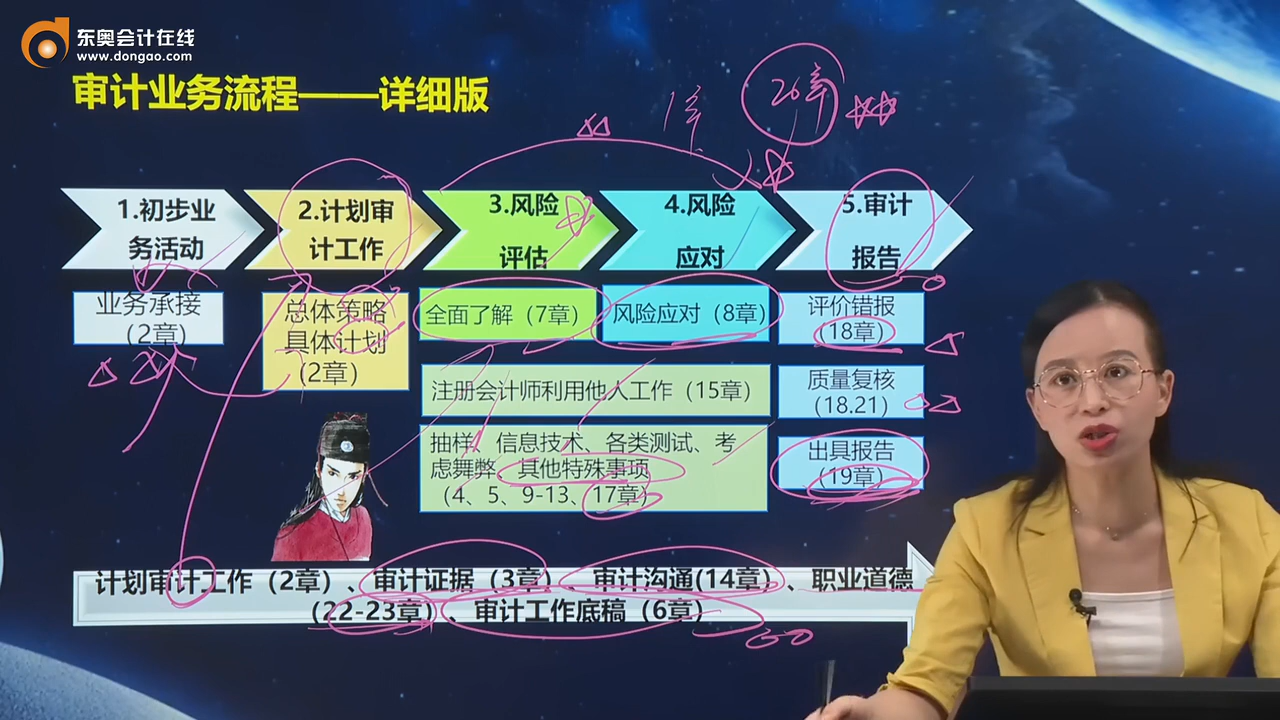 东奥会计在线
www.dongao.com
审计业务流程——详细版
1章
26章
1.初步业
务活动
2.计划审
计工作
3.风险
评估
4.风险
应对
5.审计
报告
业务承接
(2章)
总体策略
具体计划
(2章)
全面了解（7章）
风险应对（8章）
注册会计师利用他人工作（15章）
抽样、信息技术、各类测试、考
虑舞弊、其他特殊事项
（4、5、9-13、17章）
评价错报
(18章)
质量复核
(18.21)
出具报告
(19章)
计划审计工作（2章）、审计证据（3章）、审计沟通(14章）、职业道德
（22-23章）、审计工作底稿（6章）